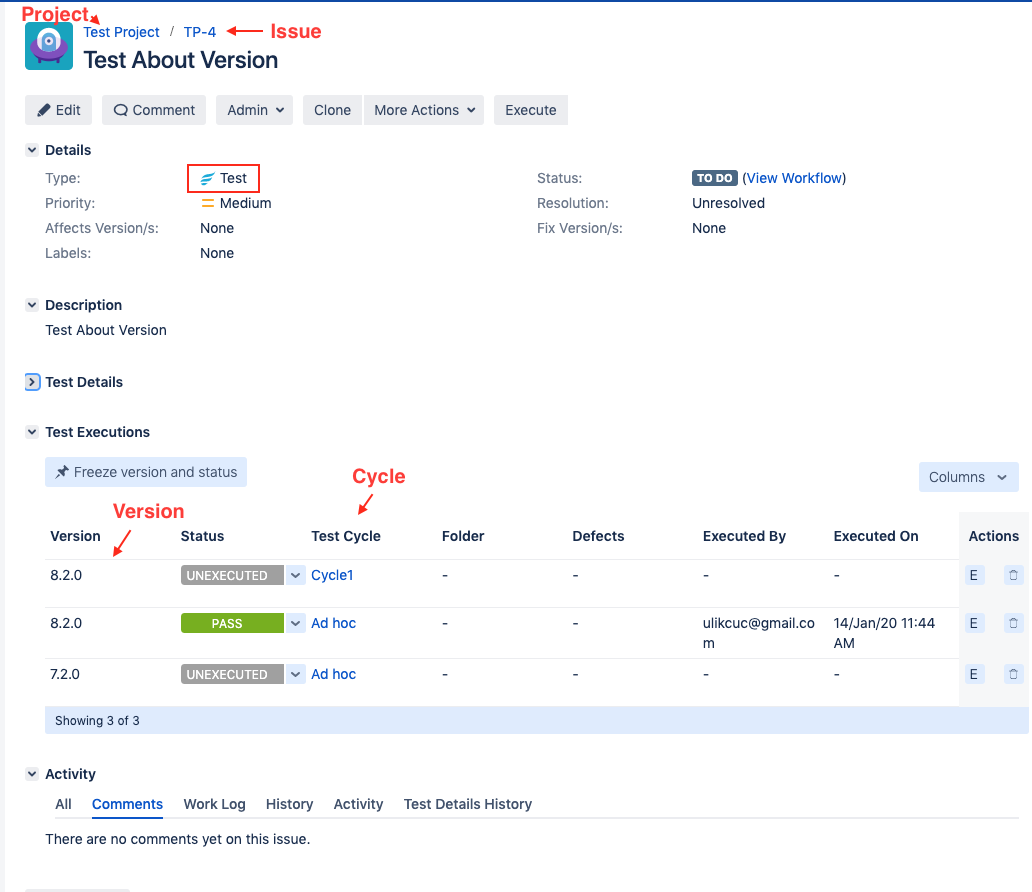 Project
Test Project / TP-4
Issue
Test About Version
Edit Comment Admin Clone More Actions Execute
Details
Type: Test Status: TO DO (View Workflow)
Priority: Medium Resolution: Unresolved
Affects Version/s: None Fix Version/s: None
Labels: None
Description
Test About Version
Test Details
Test Executions
Freeze version and status
Cycle
Columns
Version
Version Status Test Cycle Folder Defects Executed By Executed On Actions
8.2.0 UNEXECUTED Cycle1 - - - - E
8.2.0 PASS Ad hoc - - ulikcuc@gmail.co 14/Jan/20 11:44 E
m AM
7.2.0 UNEXECUTED Ad hoc - - - - E
Showing 3 of 3
Activity
All Comments Work Log History Activity Test Details History
There are no comments yet on this issue.